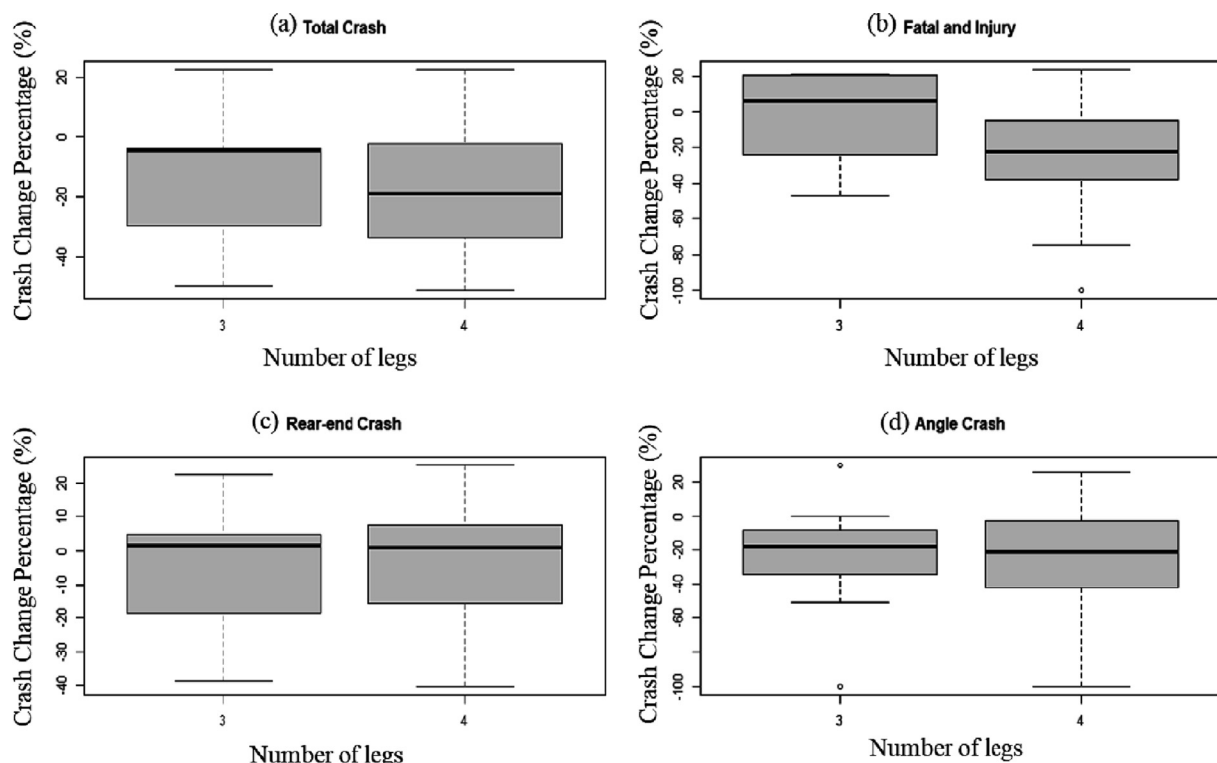 (a) Total Crash
Crash Change Percentage (%)
20
0
-20
-40
3
4
Number of legs
(b) Fatal and Injury
Crash Change Percentage (%)
20
0
-20
-40
-60
-80
-100
3
4
Number of legs
(c) Rear-end Crash
Crash Change Percentage (%)
20
10
0
-10
-20
-30
-40
3
4
Number of legs
(d) Angle Crash
Crash Change Percentage (%)
20
0
-20
-40
-60
-100
3
4
Number of legs